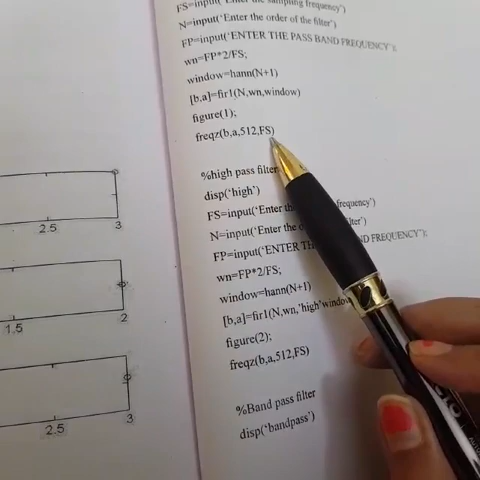 2.5
3
1.5
2
2.5
3
FS=input('Enter the sampling frequency')
N=input('Enter the order of the filter')
FP=input('ENTER THE PASS BAND FREQUENCY');
wn=FP*2/FS;
window=hann(N+1)
[b,a]=fir1(N,wn,window)
figure(1);
freqz(b,a,512,FS)
%high pass filter
disp('high')
FS=input('Enter the frequency')
N=input('Enter the filter')
FP=input('ENTER BAND FREQUENCY');
wn=FP*2/FS;
window=hann(N+1)
[b,a]=fir1(N,wn,'high'window
figure(2);
freqz(b,a,512,FS)
%Band pass filter
disp('bandpass')